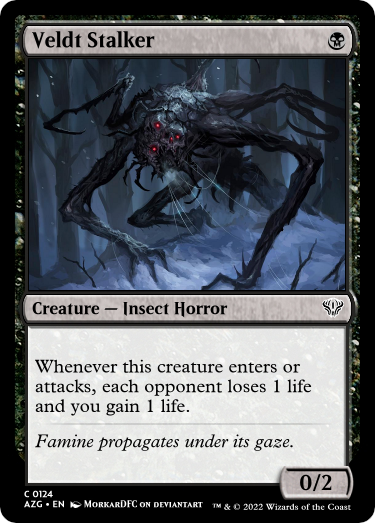 Veldt Stalker
Creature — Insect Horror
Whenever this creature enters or
attacks, each opponent loses 1 life
and you gain 1 life.
Famine propagates under its gaze.
0/2
C 0124
AZG • EN MorkarDFC on deviantart ™ & © 2022 Wizards of the Coast